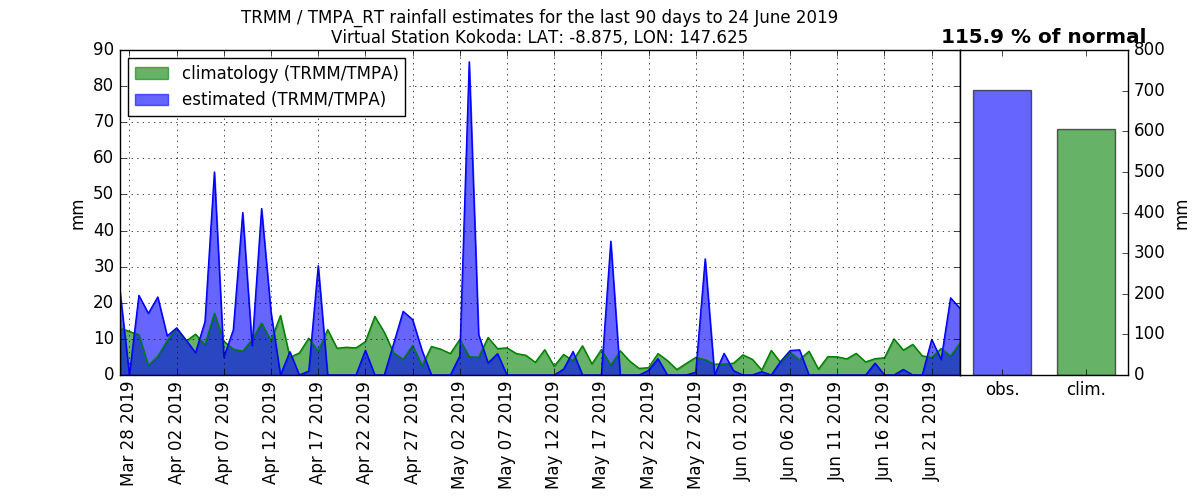 TRMM / TMPA_RT rainfall estimates for the last 90 days to 24 June 2019
Virtual Station Kokoda: LAT: -8.875, LON: 147.625
115.9 % of normal
climatology (TRMM/TMPA)
estimated (TRMM/TMPA)
mm
90
80
70
60
50
40
30
20
10
0
Mar 28 2019
Apr 02 2019
Apr 07 2019
Apr 12 2019
Apr 17 2019
Apr 22 2019
Apr 27 2019
May 02 2019
May 07 2019
May 12 2019
May 17 2019
May 22 2019
May 27 2019
Jun 01 2019
Jun 06 2019
Jun 11 2019
Jun 16 2019
Jun 21 2019
obs.
clim.
800
700
600
500
400
300
200
100
0
mm